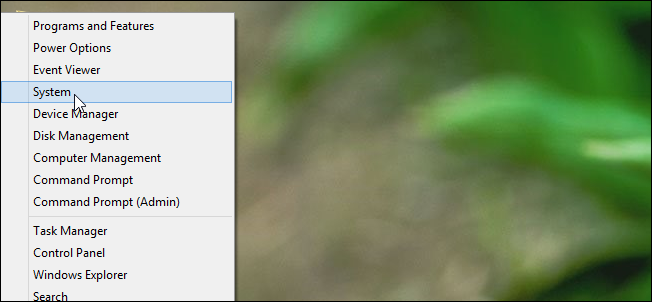 Programs and Features
Power Options
Event Viewer
System
Device Manager
Disk Management
Computer Management
Command Prompt
Command Prompt (Admin)
Task Manager
Control Panel
Windows Explorer
Search